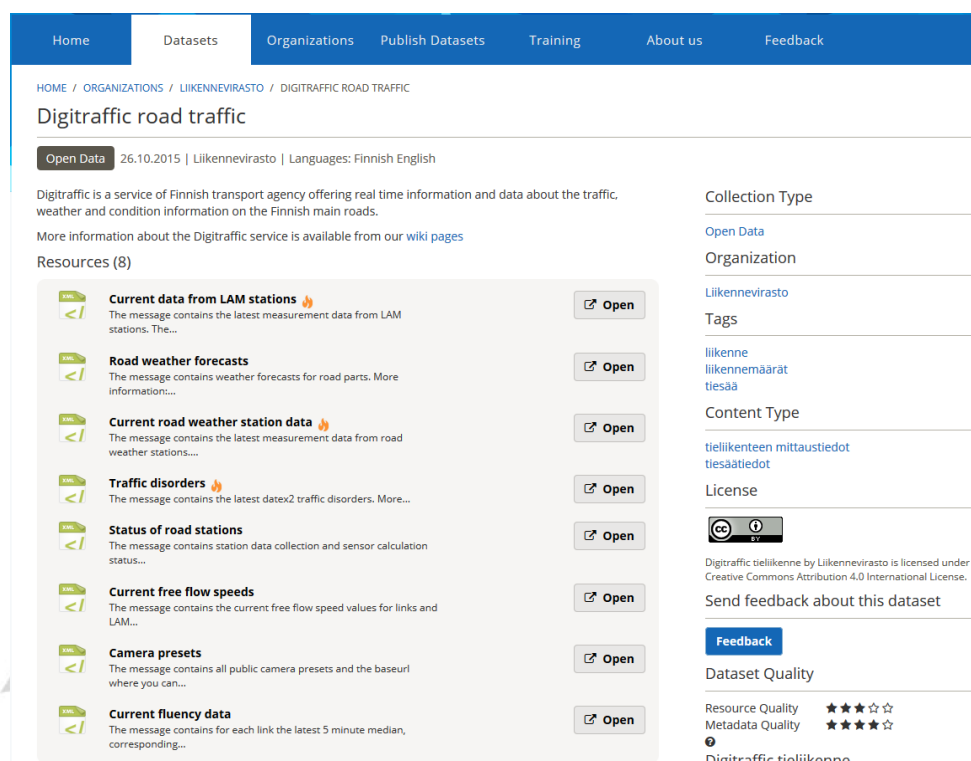 Home Datasets Organizations Publish Datasets Training About us Feedback
HOME / ORGANIZATIONS / LIIKENNEVIRASTO / DIGITRAFFIC ROAD TRAFFIC
Digitraffic road traffic
Open Data 26.10.2015 | Liikennevirasto | Languages: Finnish English
Digitraffic is a service of Finnish transport agency offering real time information and data about the traffic,
weather and condition information on the Finnish main roads.
More information about the Digitraffic service is available from our wiki pages
Resources (8)
XML
Current data from LAM stations
The message contains the latest measurement data from LAM
stations. The...
Open
XML
Road weather forecasts
The message contains weather forecasts for road parts. More
information:...
Open
XML
Current road weather station data
The message contains the latest measurement data from road
weather stations....
Open
XML
Traffic disorders
The message contains the latest datex2 traffic disorders. More...
Open
XML
Status of road stations
The message contains station data collection and sensor calculation
status...
Open
XML
Current free flow speeds
The message contains the current free flow speed values for links and
LAM...
Open
XML
Camera presets
The message contains all public camera presets and the baseurl
where you can...
Open
XML
Current fluency data
The message contains for each link the latest 5 minute median,
corresponding...
Open
Collection Type
Open Data
Organization
Liikennevirasto
Tags
liikenne
liikennemäärät
tiesää
Content Type
tieliikenteen mittaustiedot
tiesäätiedot
License
cc BY
Digitraffic tieliikenne by Liikennevirasto is licensed under
Creative Commons Attribution 4.0 International License.
Send feedback about this dataset
Feedback
Dataset Quality
Resource Quality ★★★☆☆
Metadata Quality ★★★★☆
?
Digitraffic tieliikenne